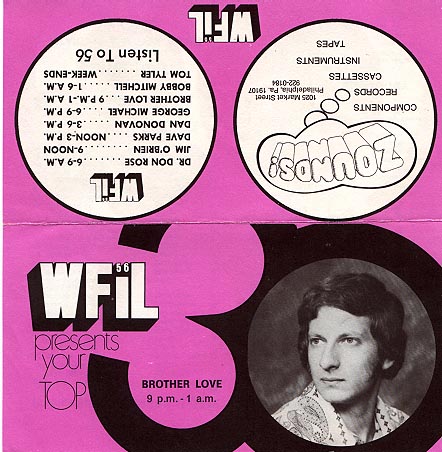 WFiL
56
presents
your
TOP
30
BROTHER LOVE
9 p.m. - 1 a.m.
ZOUNDS!
COMPONENTS
RECORDS
CASSETTES
INSTRUMENTS
TAPES
1025 Market Street
Philadelphia, Pa. 19107
922-0184
WFiL
56
DR. DON ROSE ...... 6-9 A.M.
JIM O'BRIEN ........ 9-NOON
DAVE PARKS .... NOON-3 P.M.
DAN DONOVAN ..... 3-6 P.M.
GEORGE MICHAEL .. 6-9 P.M.
BROTHER LOVE .. 9 P.M.-1 A.M.
BOBBY MITCHELL .... 1-6 A.M.
TOM TYLER ....... WEEK-ENDS
Listen To 56
WFiL
56